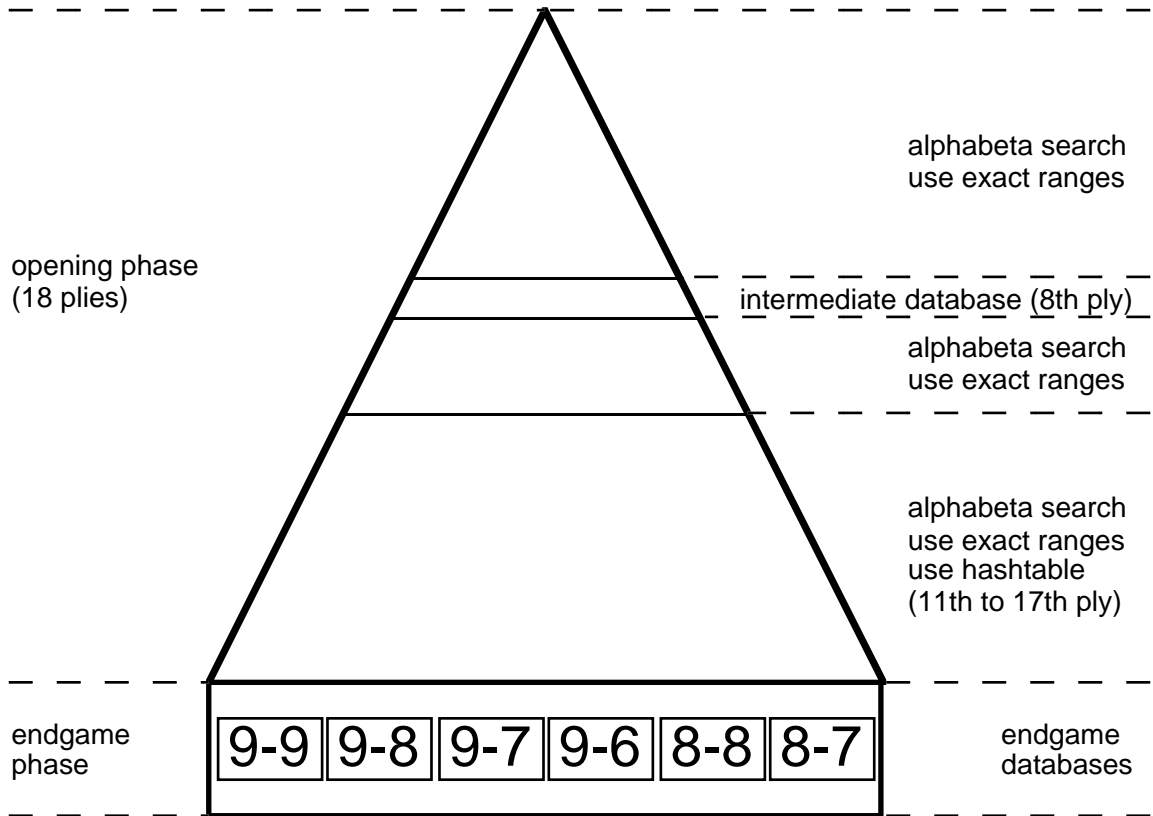 alphabeta search
use exact ranges
opening phase
(18 plies)
intermediate database (8th ply)
alphabeta search
use exact ranges
alphabeta search
use exact ranges
use hashtable
(11th to 17th ply)
endgame
phase
9-9 9-8 9-7 9-6 8-8 8-7
endgame
databases